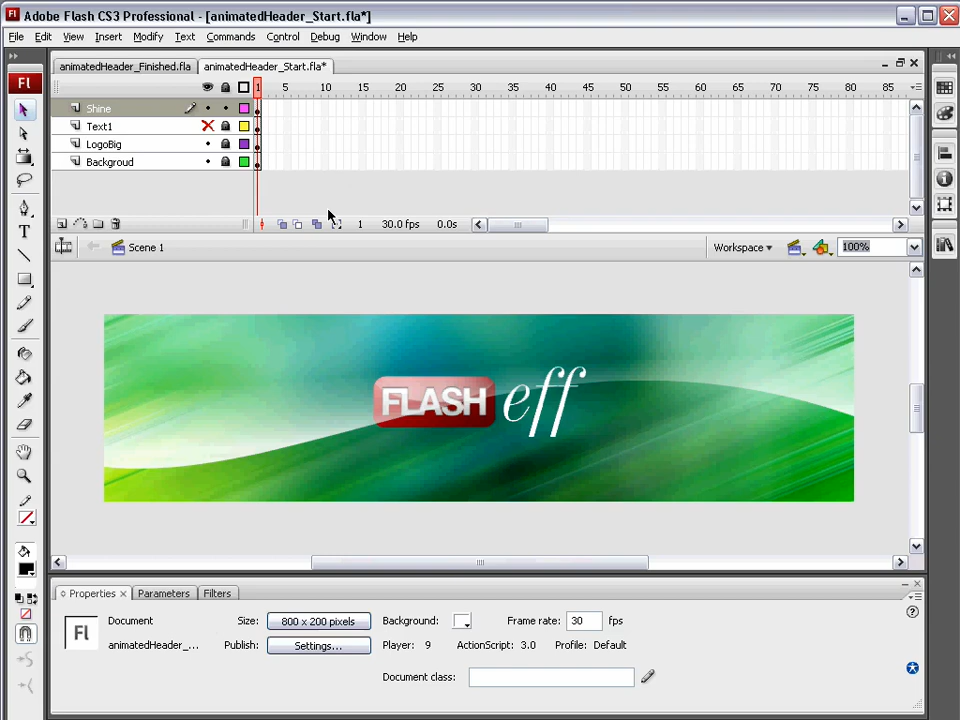 Adobe Flash CS3 Professional - [animatedHeader_Start.fla*]
File Edit View Insert Modify Text Commands Control Debug Window Help
Fl
animatedHeader_Finished.fla animatedHeader_Start.fla*
1 5 10 15 20 25 30 35 40 45 50 55 60 65 70 75 80 85
Shine
Text1
LogoBig
Backgroud
1 30.0 fps 0.0s
Scene 1 Workspace 100%
FLASH eff
Properties Parameters Filters
Fl Document Size: 800 x 200 pixels Background: Frame rate: 30 fps
animatedHeader_... Publish: Settings... Player: 9 ActionScript: 3.0 Profile: Default
Document class: